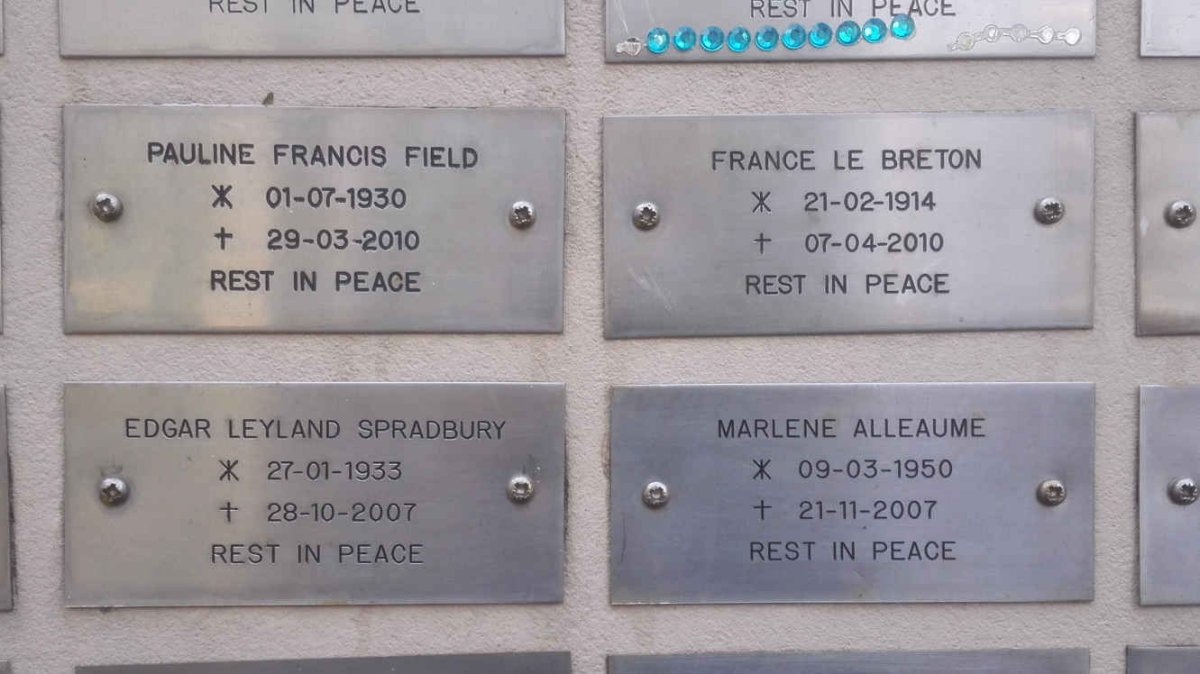 REST IN PEACE
REST IN PEACE
PAULINE FRANCIS FIELD
01-07-1930
† 29-03-2010
REST IN PEACE
FRANCE LE BRETON
21-02-1914
† 07-04-2010
REST IN PEACE
EDGAR LEYLAND SPRADBURY
27-01-1933
† 28-10-2007
REST IN PEACE
MARLENE ALLEAUME
09-03-1950
† 21-11-2007
REST IN PEACE